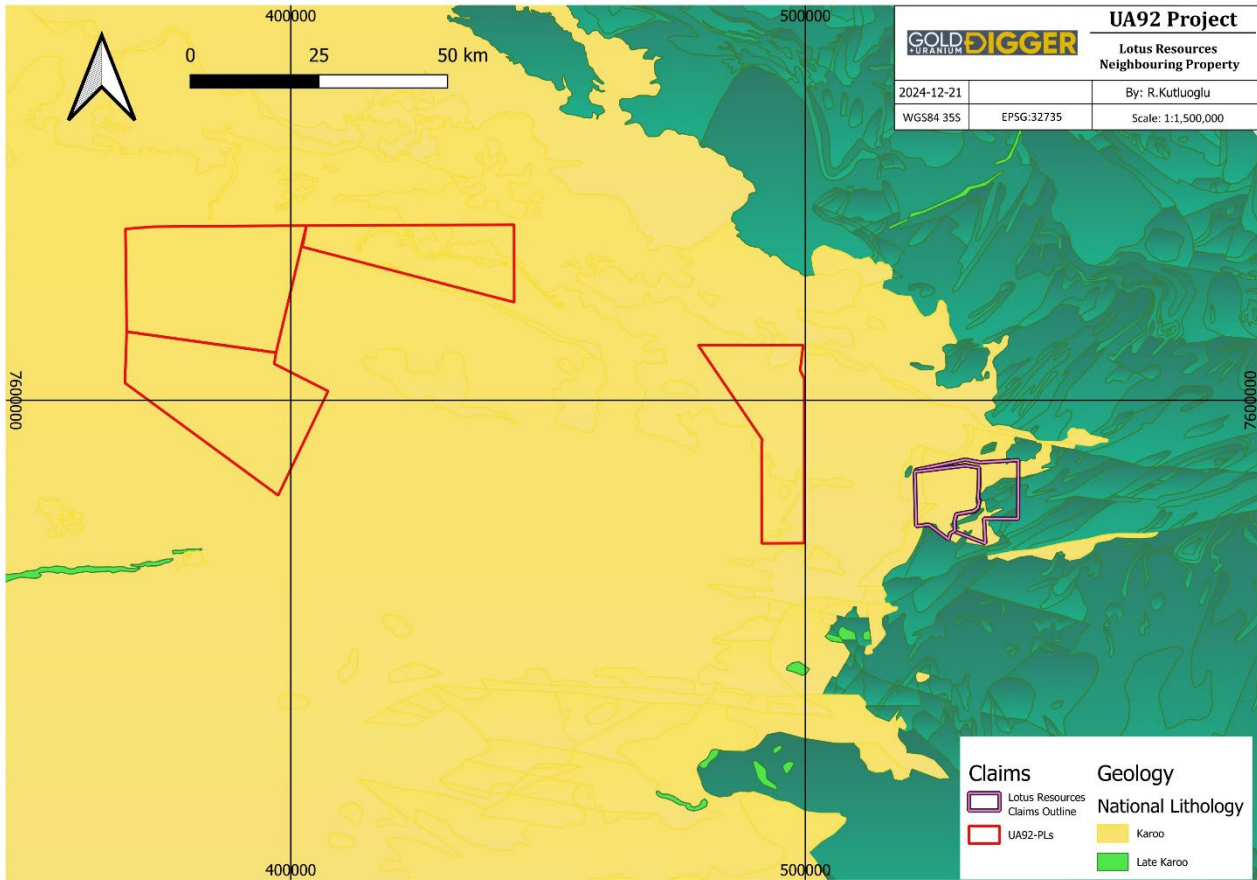 400000
500000
0
25
50 km
GOLD
+URANIUM
DIGGER
UA92 Project
Lotus Resources
Neighbouring Property
2024-12-21
By: R.Kutluoglu
WGS84 35S
EPSG:32735
Scale: 1:1,500,000
7600000
7600000
Claims
Lotus Resources
Claims Outline
UA92-PLs
Geology
National Lithology
Karoo
Late Karoo
400000
500000